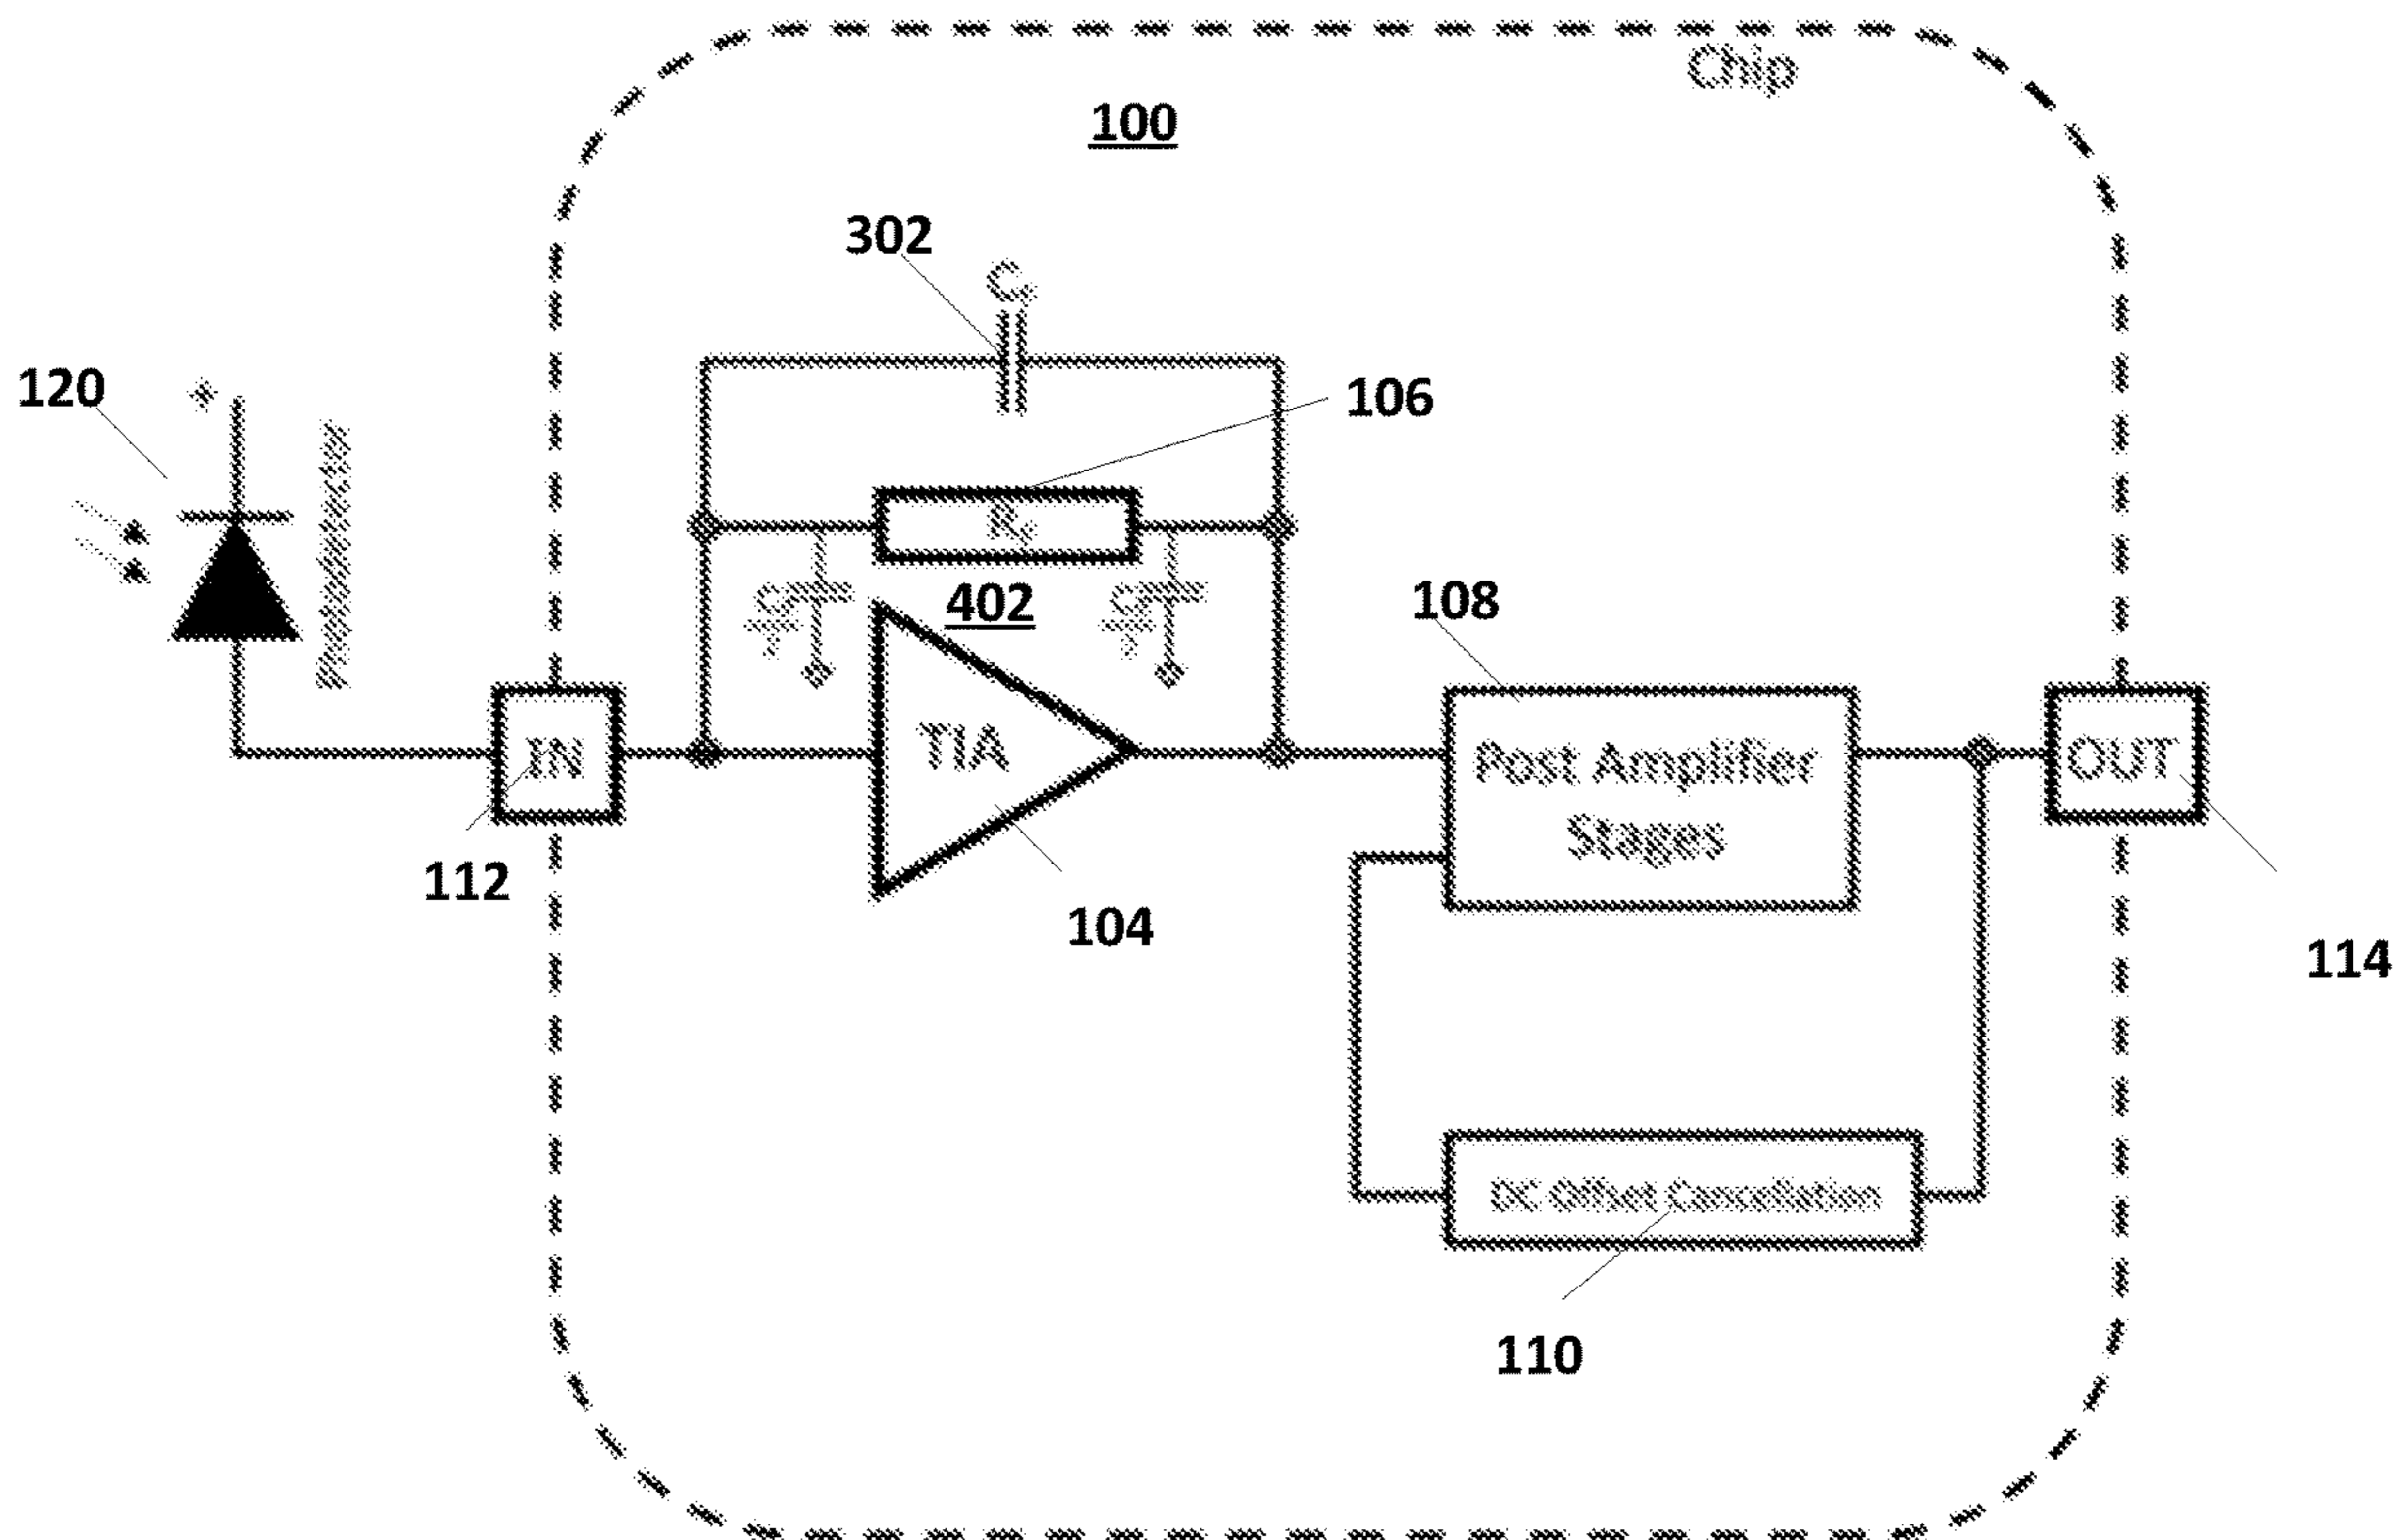 Chip
100
302
C
120
106
Photodetector
R
402
108
IN
TIA
Post Amplifier
Stages
OUT
112
104
114
DC Offset Cancellation
110